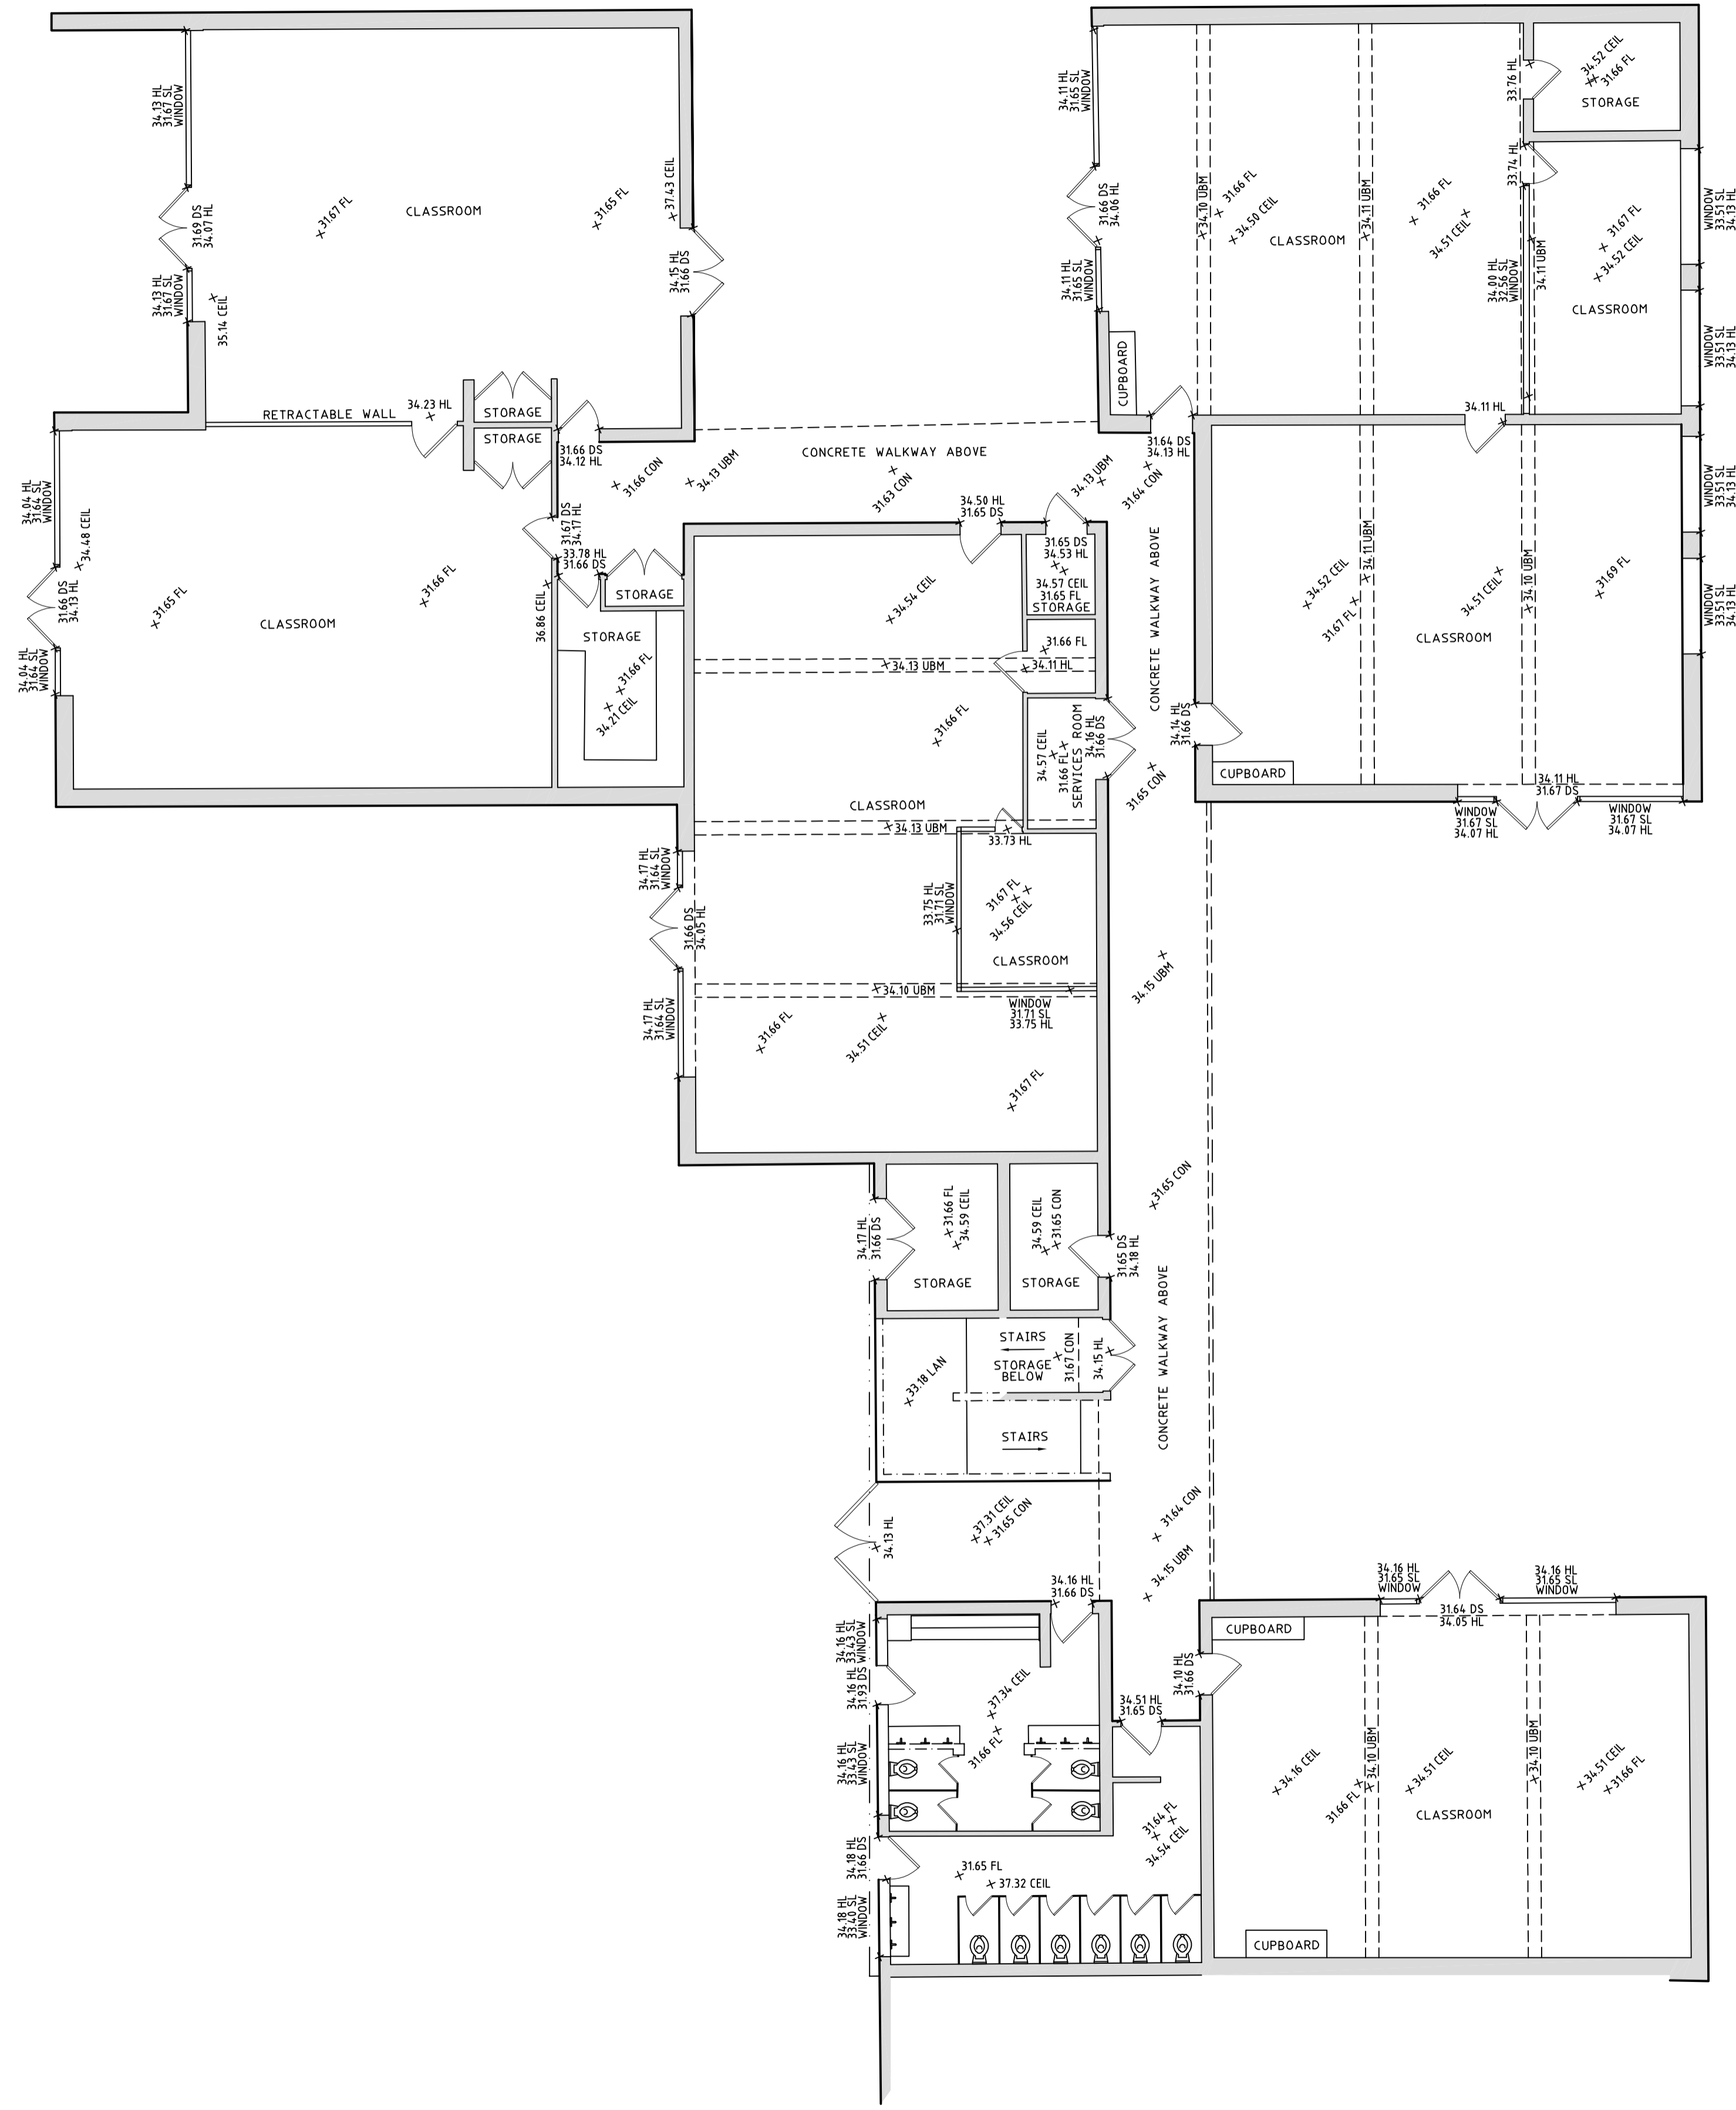 34.13 HL
31.67 SL
WINDOW
31.69 DS
34.07 HL
34.13 HL
31.67 SL
WINDOW
31.67 FL
CLASSROOM
31.65 FL
37.43 CEIL
34.15 HL
31.66 DS
35.14 CEIL
RETRACTABLE WALL
34.23 HL
STORAGE
STORAGE
31.66 DS
34.12 HL
34.04 HL
31.64 SL
WINDOW
34.48 CEIL
31.66 DS
34.13 HL
34.04 HL
31.64 SL
WINDOW
31.65 FL
CLASSROOM
31.66 FL
31.67 DS
34.17 HL
33.78 HL
31.66 DS
36.86 CEIL
STORAGE
STORAGE
31.66 FL
34.21 CEIL
31.66 CON
34.13 UBM
CONCRETE WALKWAY ABOVE
31.63 CON
34.13 UBM
31.64 CON
34.11 HL
31.65 SL
WINDOW
31.66 DS
34.06 HL
34.11 HL
31.65 SL
WINDOW
CUPBOARD
34.10 UBM
31.66 FL
34.50 CEIL
CLASSROOM
34.11 UBM
31.66 FL
34.51 CEIL
33.76 HL
34.52 CEIL
31.66 FL
STORAGE
33.74 HL
34.00 HL
32.56 SL
WINDOW
34.11 UBM
31.67 FL
34.52 CEIL
CLASSROOM
WINDOW
33.51 SL
34.13 HL
WINDOW
33.51 SL
34.13 HL
31.64 DS
34.13 HL
34.11 HL
WINDOW
33.51 SL
34.13 HL
WINDOW
33.51 SL
34.13 HL
34.52 CEIL
31.67 FL
34.11 UBM
34.51 CEIL
34.10 UBM
31.69 FL
CLASSROOM
34.14 HL
31.66 DS
CUPBOARD
34.11 HL
31.67 DS
WINDOW
31.67 SL
34.07 HL
WINDOW
31.67 SL
34.07 HL
34.50 HL
31.65 DS
31.65 DS
34.53 HL
34.57 CEIL
31.65 FL
STORAGE
34.54 CEIL
31.66 FL
34.11 HL
34.13 UBM
31.66 FL
34.57 CEIL
31.66 FL
SERVICES ROOM
34.16 HL
31.66 DS
CONCRETE WALKWAY ABOVE
31.65 CON
CLASSROOM
34.13 UBM
33.73 HL
34.17 HL
31.64 SL
WINDOW
31.66 DS
34.05 HL
33.75 HL
31.71 SL
WINDOW
31.67 FL
34.56 CEIL
CLASSROOM
34.10 UBM
WINDOW
31.71 SL
33.75 HL
34.17 HL
31.64 SL
WINDOW
31.66 FL
34.51 CEIL
31.67 FL
34.15 UBM
31.65 CON
34.17 HL
31.66 DS
31.66 FL
34.59 CEIL
STORAGE
34.59 CEIL
31.65 CON
STORAGE
31.65 DS
34.18 HL
CONCRETE WALKWAY ABOVE
STAIRS
STORAGE
BELOW
31.67 CON
34.15 HL
33.18 LAN
STAIRS
34.13 HL
37.31 CEIL
31.65 CON
31.64 CON
34.15 UBM
34.16 HL
31.66 DS
34.16 HL
33.43 SL
WINDOW
34.16 HL
31.93 DS
34.16 HL
33.43 SL
WINDOW
37.34 CEIL
31.66 FL
34.51 HL
31.65 DS
34.10 HL
31.66 DS
34.18 HL
31.66 DS
34.18 HL
33.40 SL
WINDOW
31.65 FL
37.32 CEIL
31.64 FL
34.54 CEIL
34.16 HL
31.65 SL
WINDOW
31.64 DS
34.05 HL
34.16 HL
31.65 SL
WINDOW
CUPBOARD
34.16 CEIL
31.66 FL
34.10 UBM
34.51 CEIL
CLASSROOM
34.10 UBM
34.51 CEIL
31.66 FL
CUPBOARD